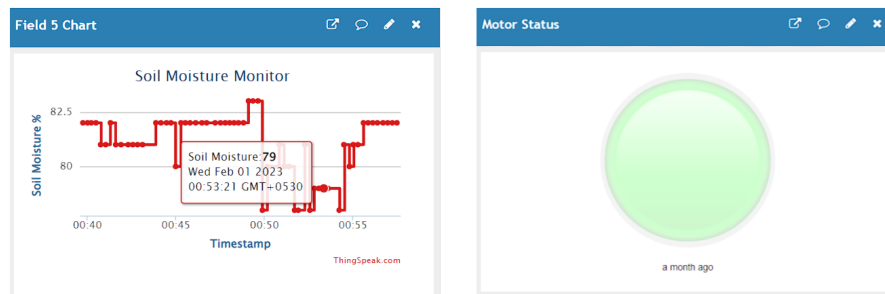 Field 5 Chart
Soil Moisture Monitor
Soil Moisture %
82.5
80
Soil Moisture:79
Wed Feb 01 2023
00:53:21 GMT+0530
00:40 00:45 00:50 00:55
Timestamp
ThingSpeak.com
Motor Status
a month ago